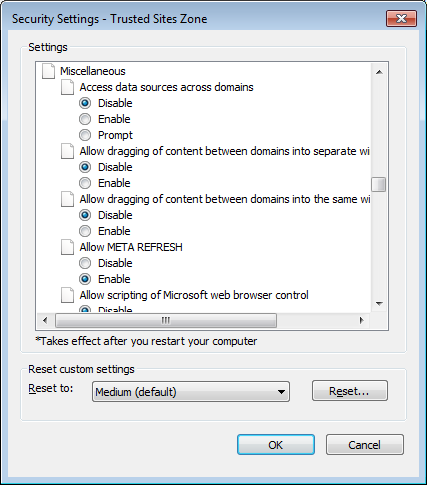 Security Settings - Trusted Sites Zone
Settings
Miscellaneous
Access data sources across domains
Disable
Enable
Prompt
Allow dragging of content between domains into separate wi
Disable
Enable
Allow dragging of content between domains into the same wi
Disable
Enable
Allow META REFRESH
Disable
Enable
Allow scripting of Microsoft web browser control
Disable
*Takes effect after you restart your computer
Reset custom settings
Reset to:
Medium (default)
Reset...
OK
Cancel